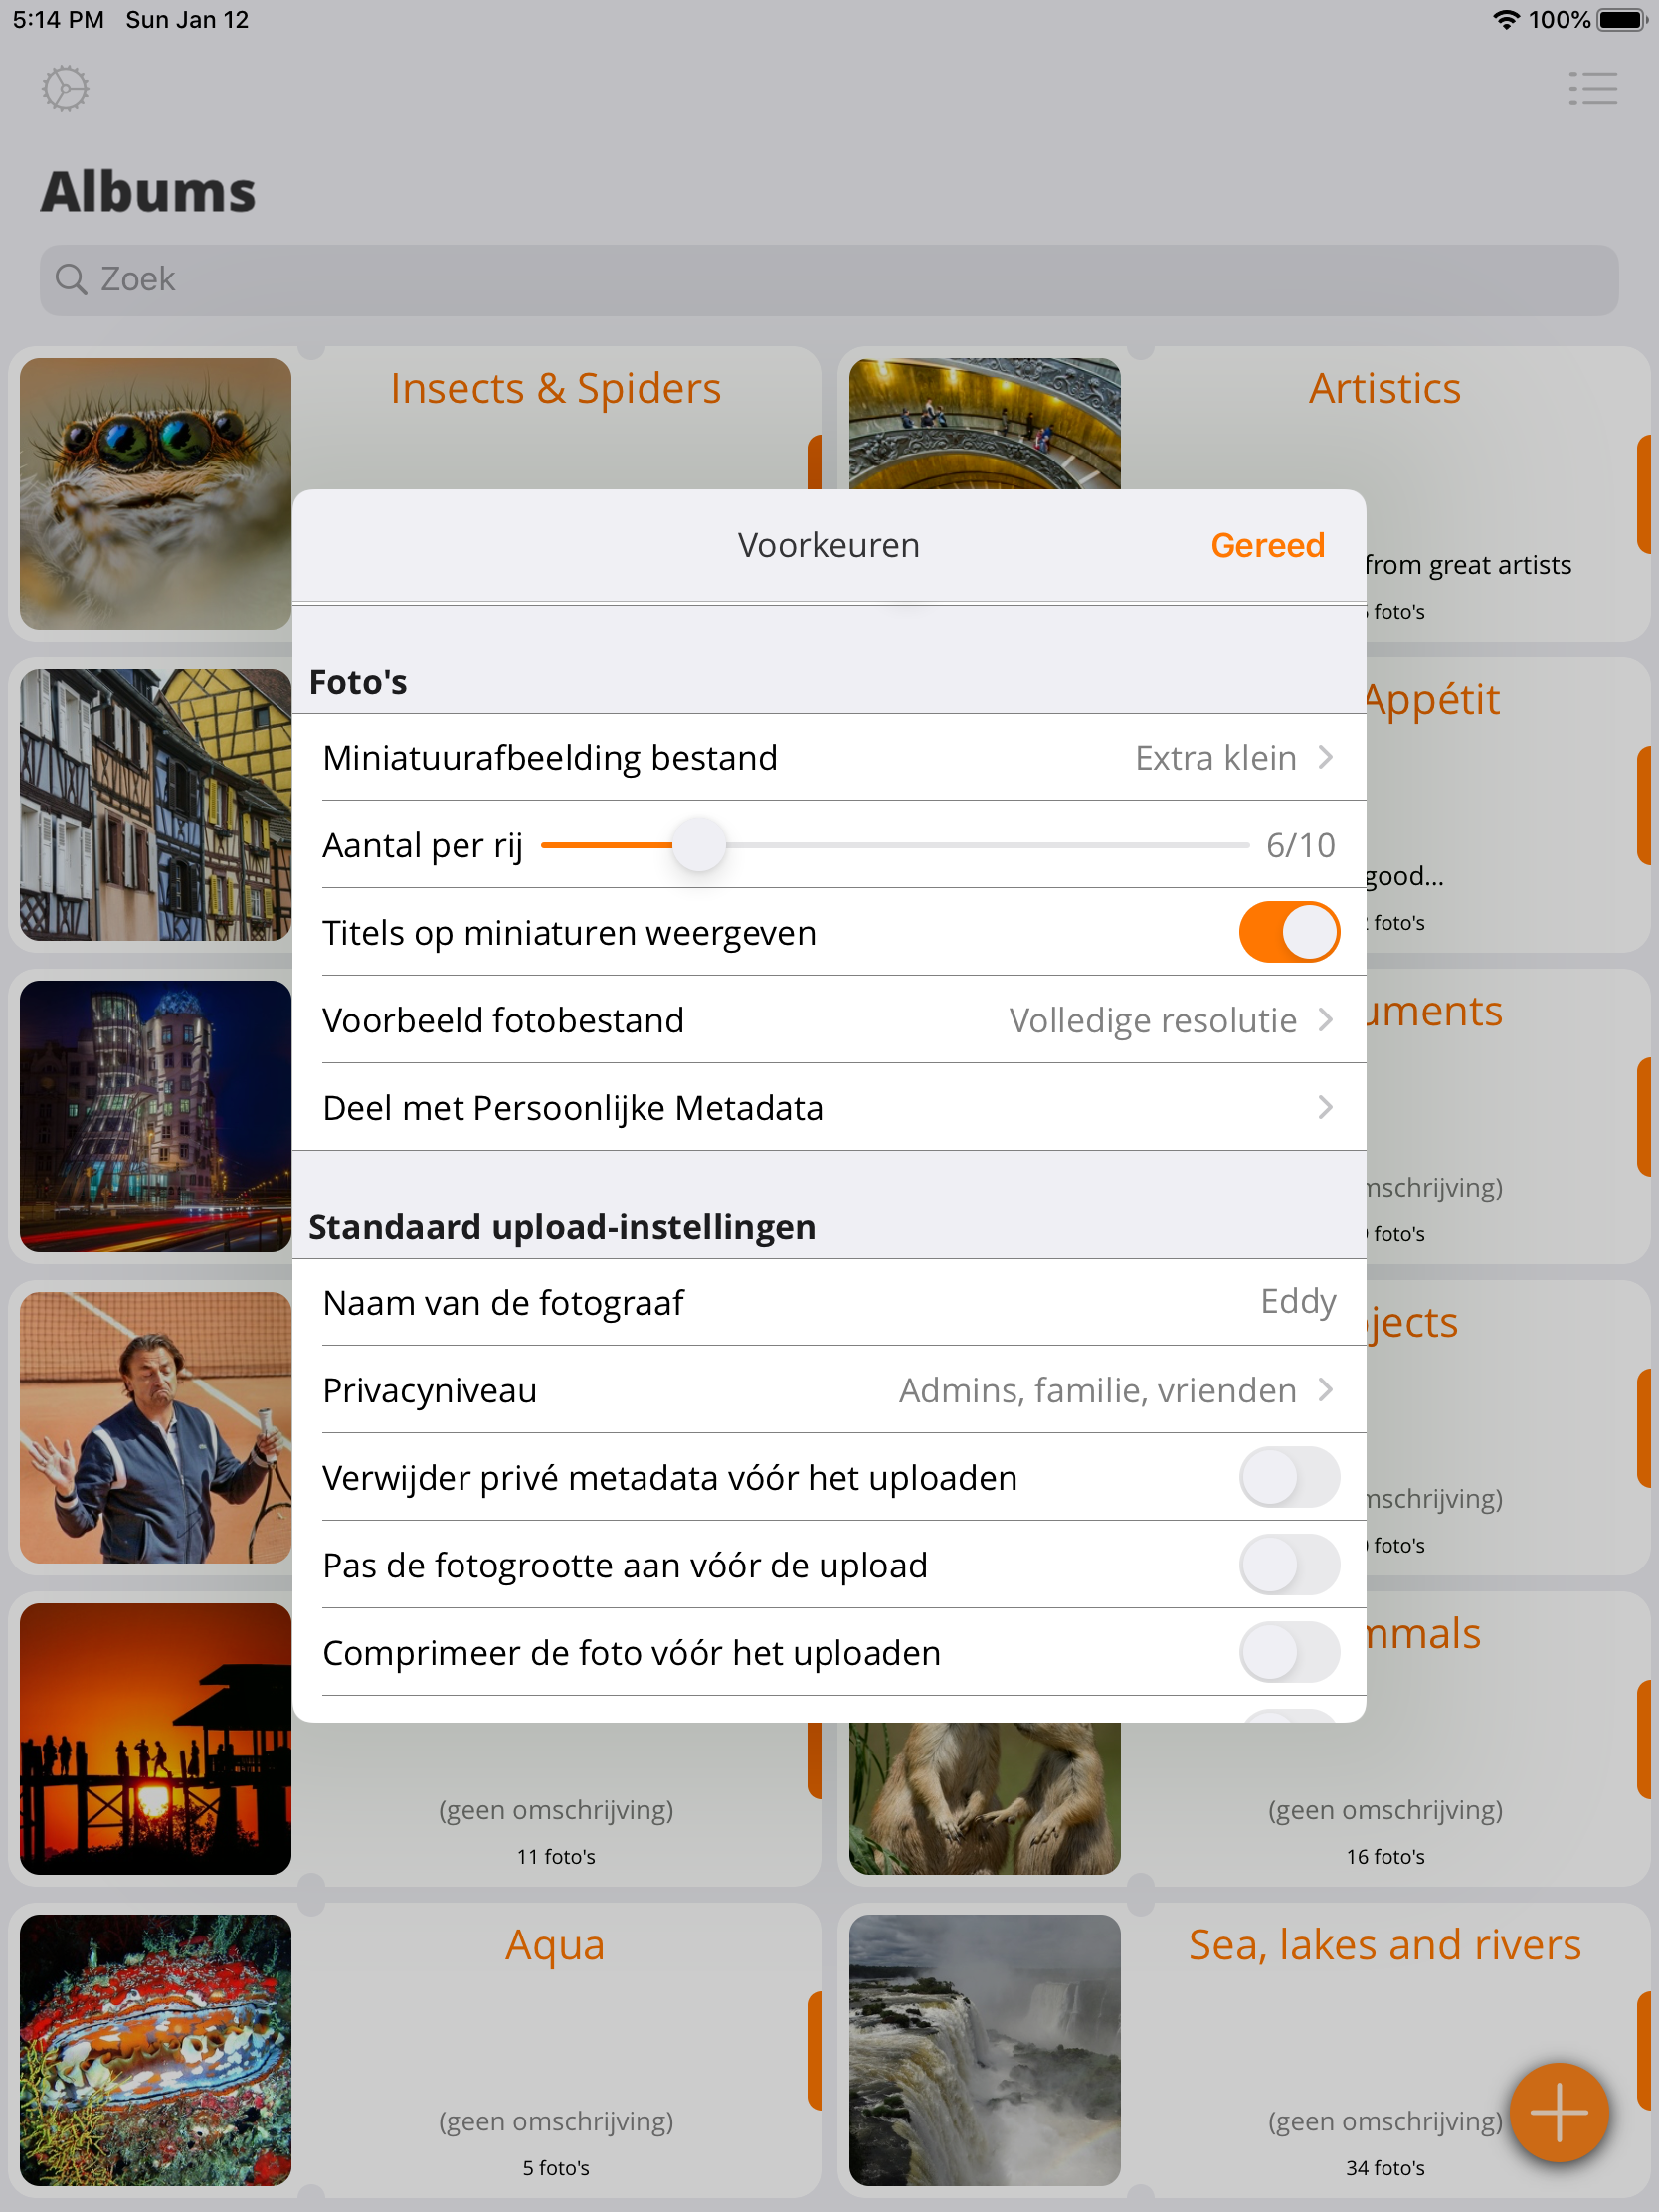 5:14 PM Sun Jan 12 100%
Albums
Zoek
Insects & Spiders
Artistics
from great artists
foto's
Voorkeuren
Gereed
Foto's
Miniatuurafbeelding bestand
Extra klein
Aantal per rij
6/10
Titels op miniaturen weergeven
Voorbeeld fotobestand
Volledige resolutie
Deel met Persoonlijke Metadata
Standaard upload-instellingen
Naam van de fotograaf
Eddy
Privacyniveau
Admins, familie, vrienden
Verwijder privé metadata vóór het uploaden
Pas de fotogrootte aan vóór de upload
Comprimeer de foto vóór het uploaden
Appétit
good...
foto's
uments
mschrijving)
foto's
jects
mschrijving)
foto's
mmals
(geen omschrijving)
11 foto's
(geen omschrijving)
16 foto's
Aqua
(geen omschrijving)
5 foto's
Sea, lakes and rivers
(geen omschrijving)
34 foto's